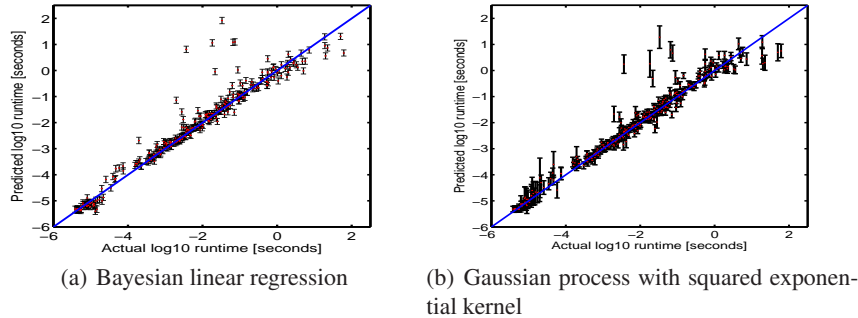 2
1
0
−1
−2
−3
−4
−5
−6
Predicted log10 runtime [seconds]
−6 −4 −2 0 2
Actual log10 runtime [seconds]
(a) Bayesian linear regression
2
1
0
−1
−2
−3
−4
−5
−6
Predicted log10 runtime [seconds]
−6 −4 −2 0 2
Actual log10 runtime [seconds]
(b) Gaussian process with squared exponen-
tial kernel